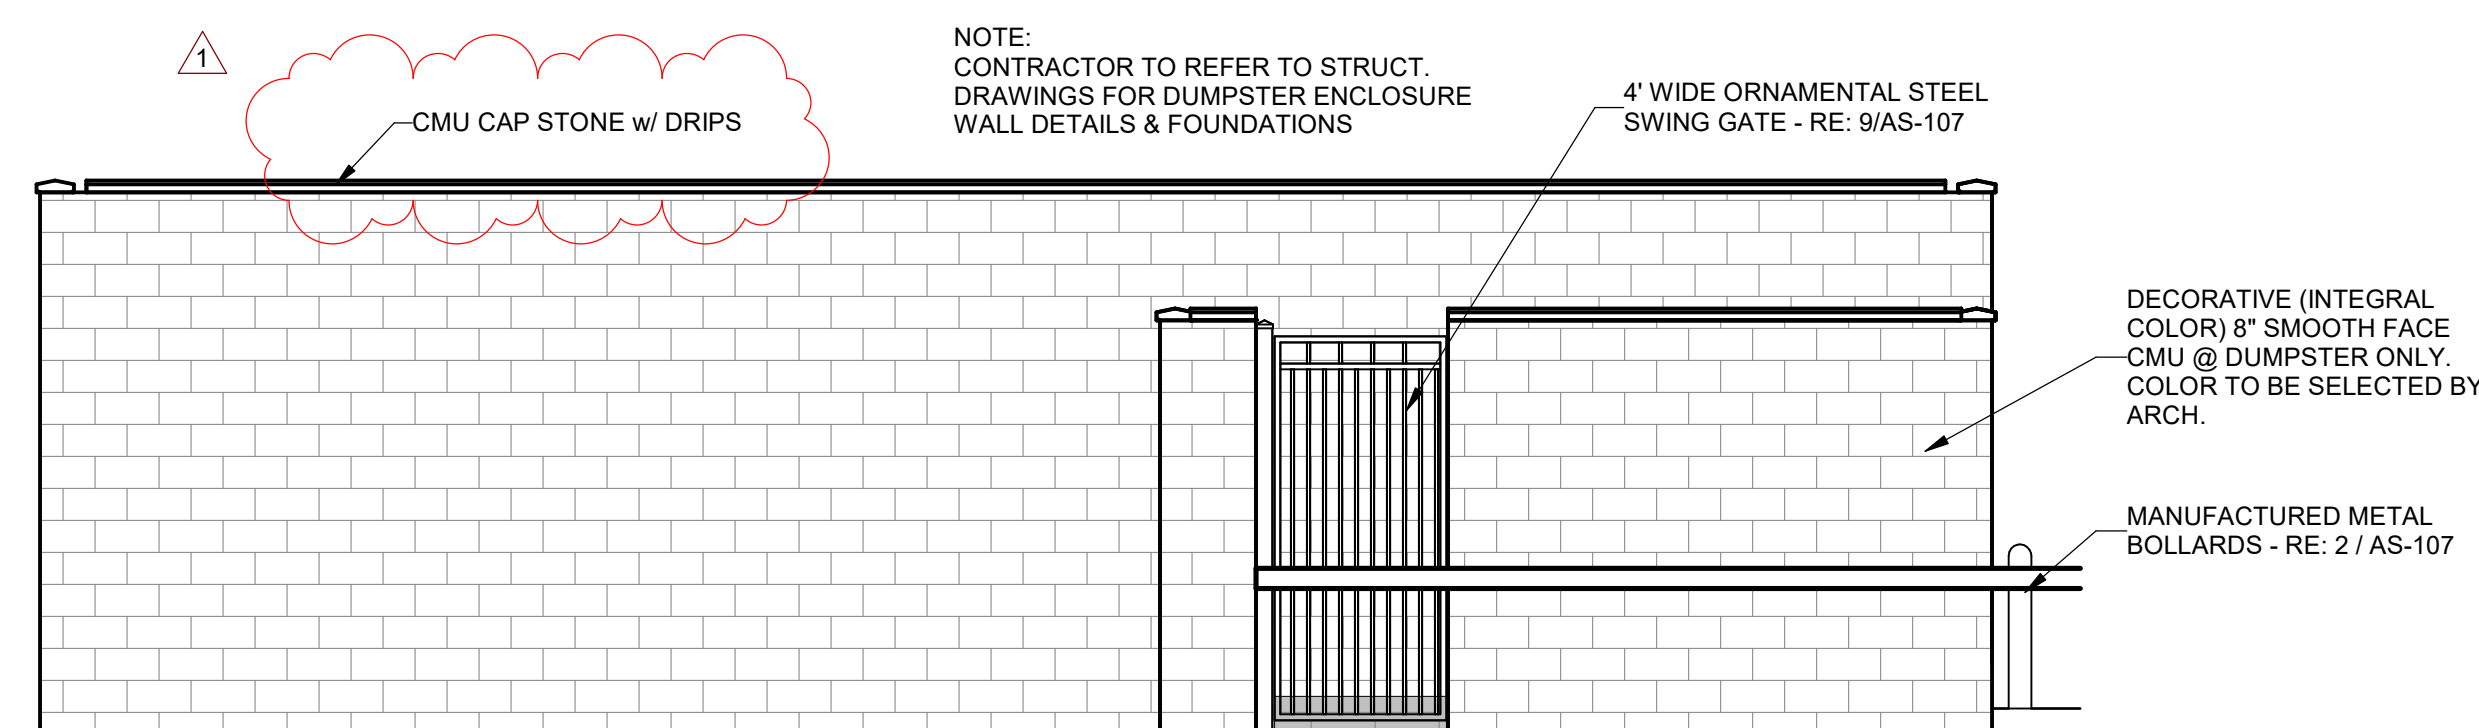 1
CMU CAP STONE w/ DRIPS
NOTE:
CONTRACTOR TO REFER TO STRUCT.
DRAWINGS FOR DUMPSTER ENCLOSURE
WALL DETAILS & FOUNDATIONS
4' WIDE ORNAMENTAL STEEL
SWING GATE - RE: 9/AS-107
DECORATIVE (INTEGRAL
COLOR) 8" SMOOTH FACE
CMU @ DUMPSTER ONLY.
COLOR TO BE SELECTED BY
ARCH.
MANUFACTURED METAL
BOLLARDS - RE: 2 / AS-107